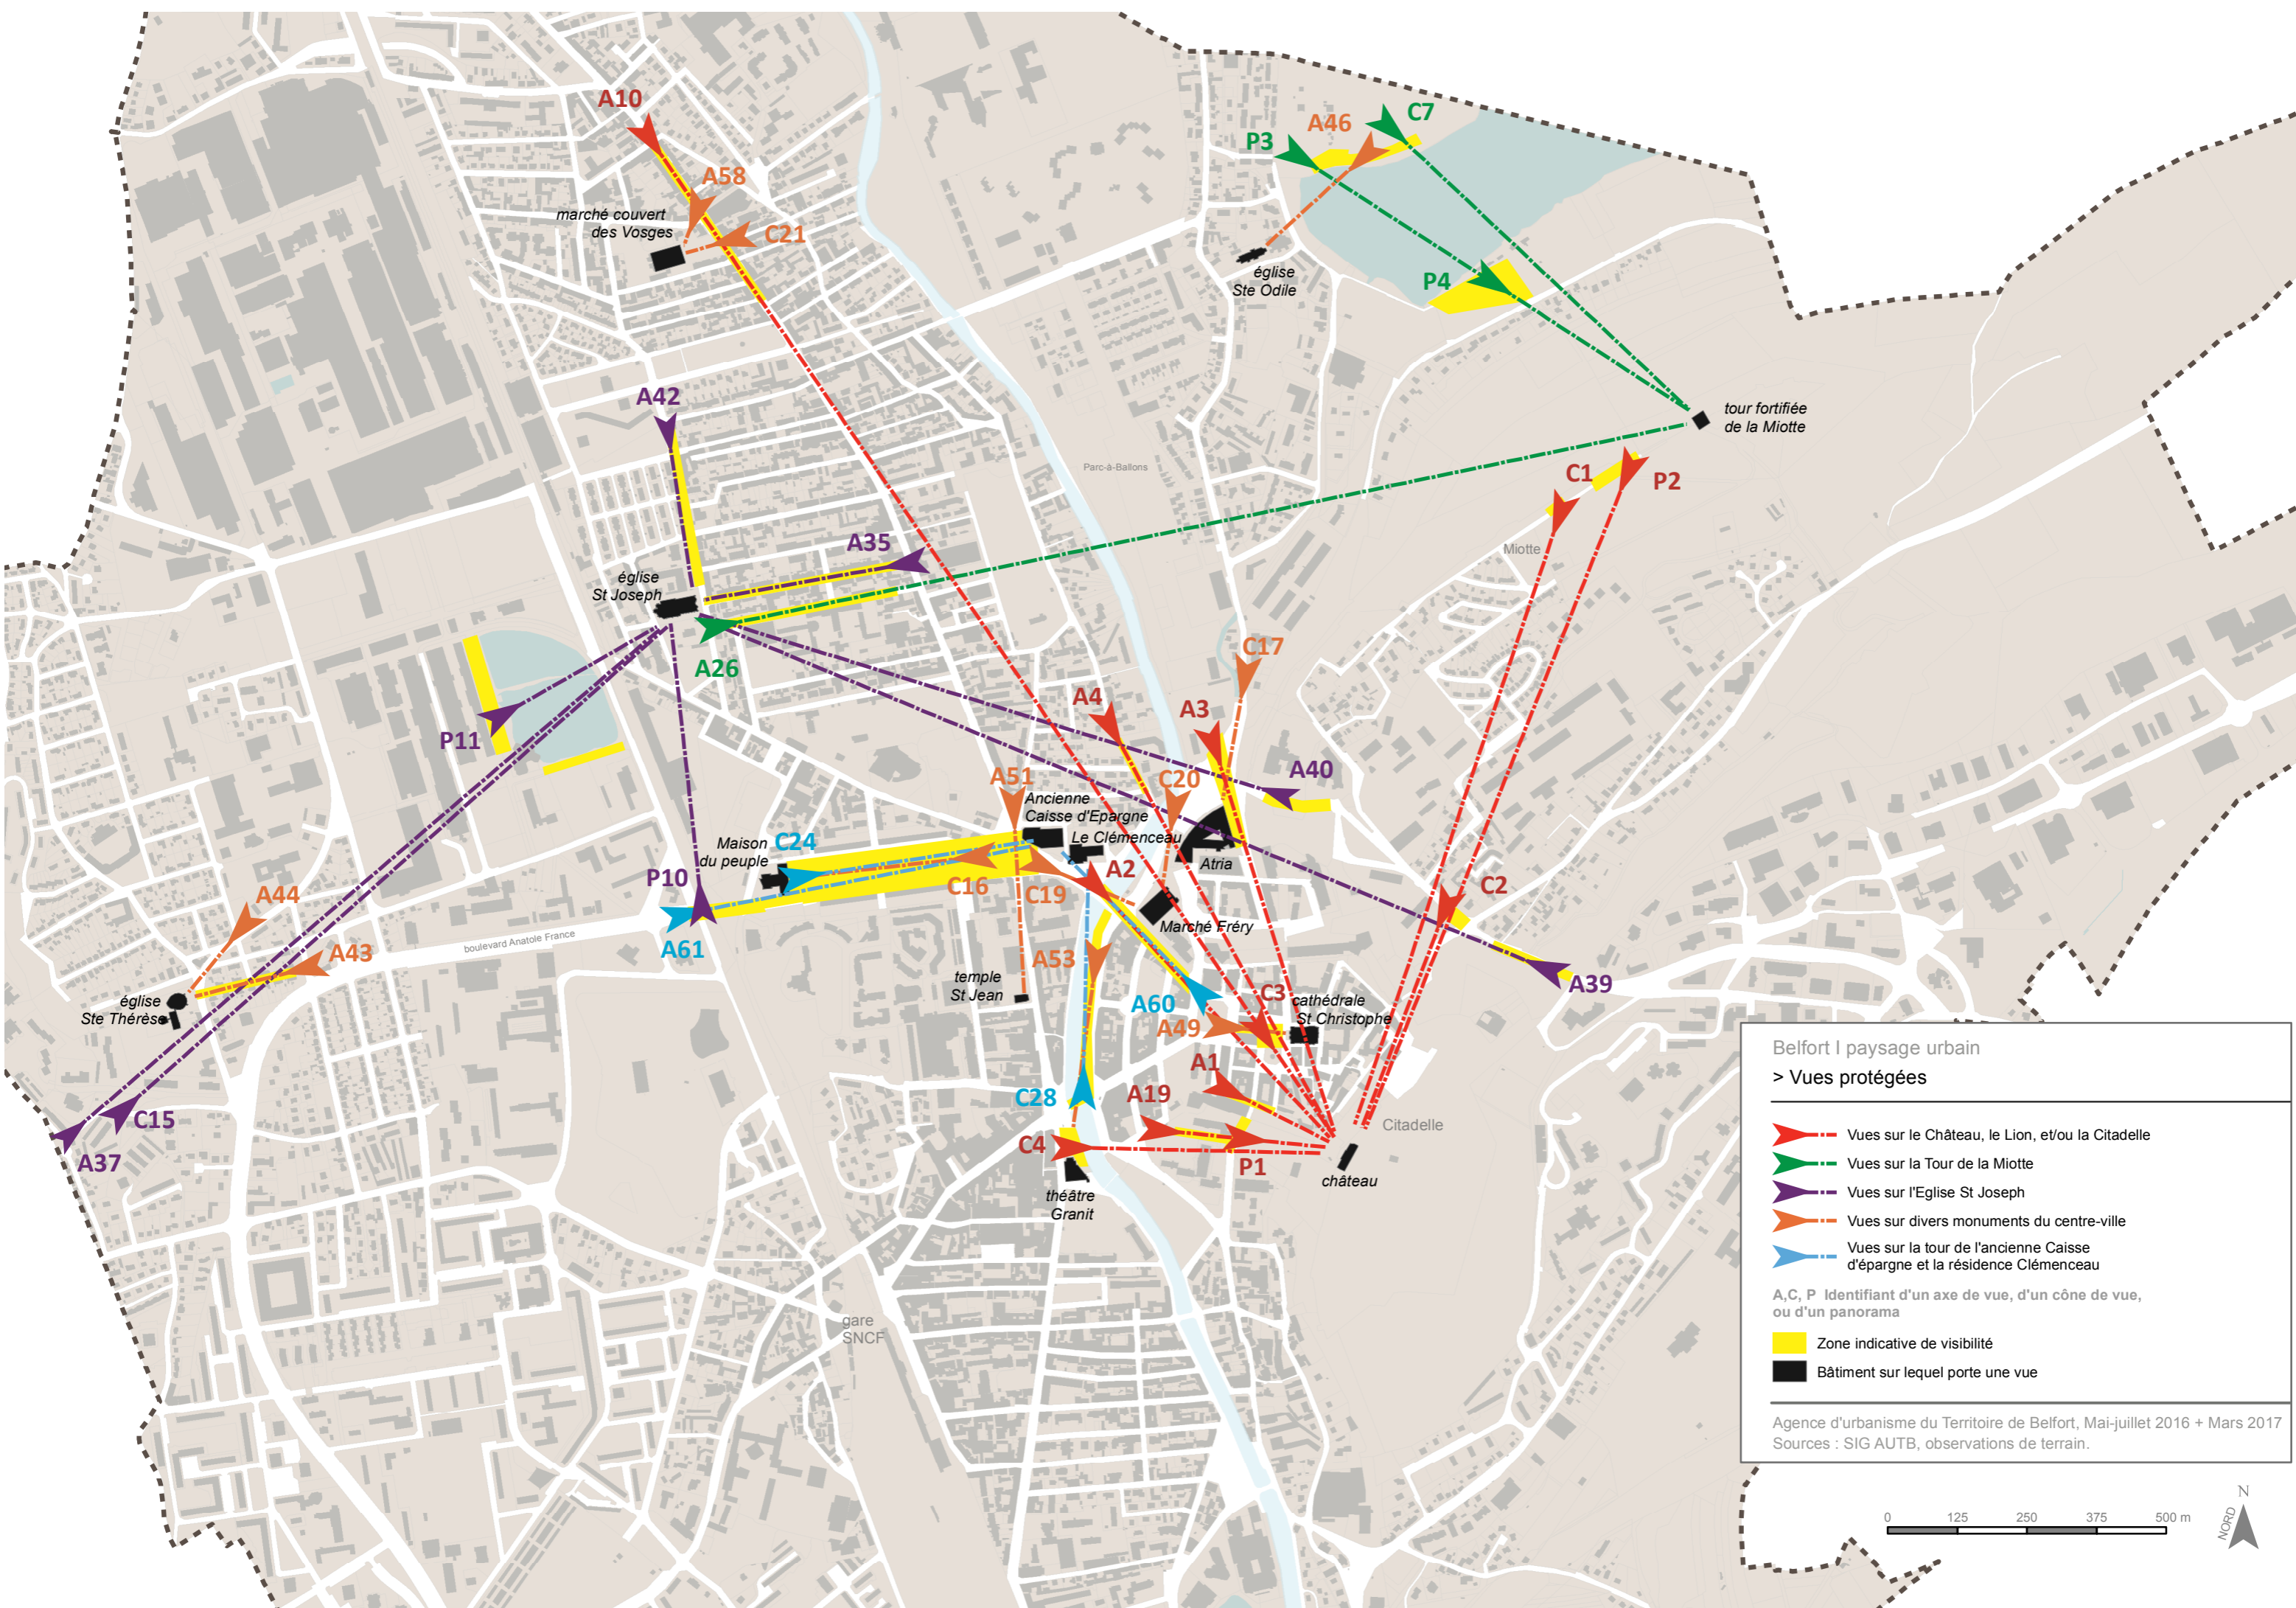 A10
A58
marché couvert
des Vosges
C21
P3
A46
C7
église
Ste Odile
P4
tour fortifiée
de la Miotte
A42
Parc-à-Ballons
C1
P2
Miotte
A35
église
St Joseph
A26
C17
P11
A4
A3
A40
A51
C20
Ancienne
Caisse d'Epargne
Le Clémenceau
Maison
du peuple
C24
Atria
A2
C2
P10
C16
C19
A44
Marché Fréry
boulevard Anatole France
A61
A43
A53
temple
St Jean
A39
église
Ste Thérèse
A60
C3
cathédrale
St Christophe
A49
A1
C28
A19
C15
C4
Citadelle
A37
P1
château
théâtre
Granit
gare
SNCF
Belfort I paysage urbain
> Vues protégées
Vues sur le Château, le Lion, et/ou la Citadelle
Vues sur la Tour de la Miotte
Vues sur l'Eglise St Joseph
Vues sur divers monuments du centre-ville
Vues sur la tour de l'ancienne Caisse
d'épargne et la résidence Clémenceau
A,C, P Identifiant d'un axe de vue, d'un cône de vue,
ou d'un panorama
Zone indicative de visibilité
Bâtiment sur lequel porte une vue
Agence d'urbanisme du Territoire de Belfort, Mai-juillet 2016 + Mars 2017
Sources : SIG AUTB, observations de terrain.
0 125 250 375 500 m
N
NORD